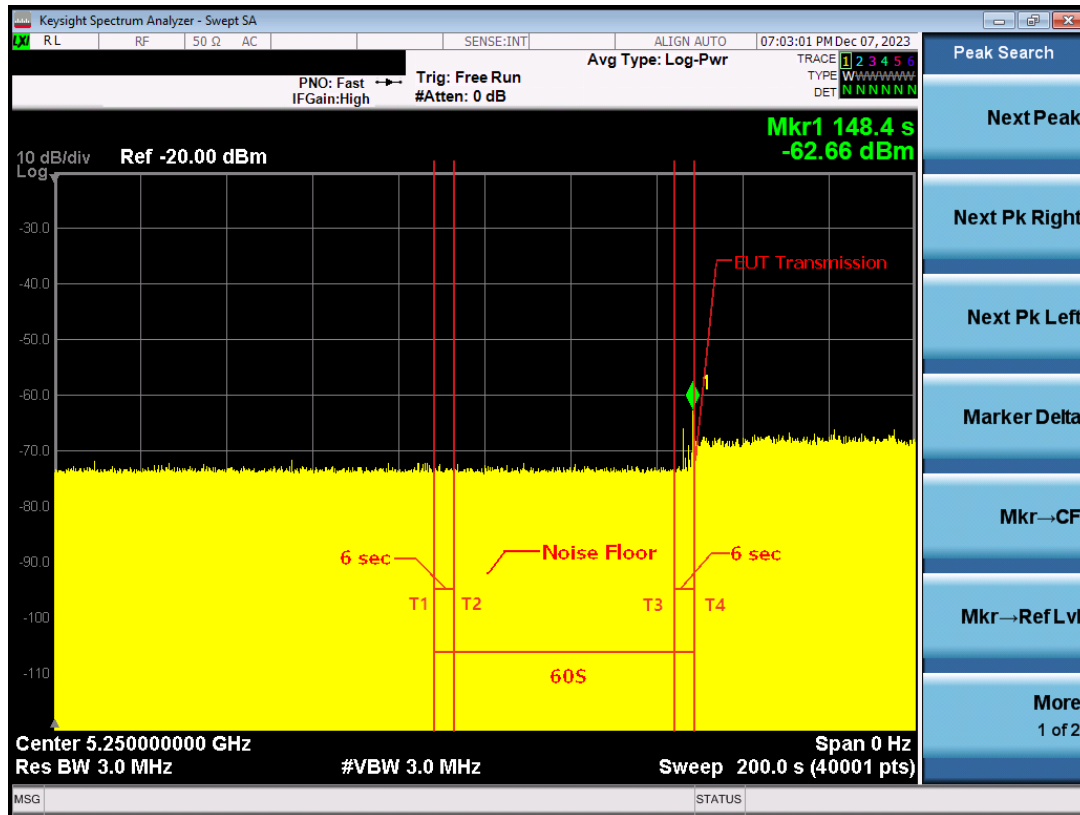 Keysight Spectrum Analyzer - Swept SA
LXI RL RF 50 Ω AC SENSE:INT ALIGN AUTO 07:03:01 PM Dec 07, 2023
Peak Search
Avg Type: Log-Pwr TRACE 1 2 3 4 5 6
PNO: Fast Trig: Free Run TYPE WWWWWW
IFGain:High #Atten: 0 dB DET N N N N N N
Next Peak
Mkr1 148.4 s
-62.66 dBm
10 dB/div Ref -20.00 dBm
Log
Next Pk Right
-30.0
EUT Transmission
-40.0
Next Pk Left
-50.0
1
-60.0
Marker Delta
-70.0
-80.0
Mkr→CF
6 sec Noise Floor 6 sec
-90.0
T1 T2 T3 T4
-100
Mkr→Ref Lvl
-110
60S
More
1 of 2
Center 5.250000000 GHz Span 0 Hz
Res BW 3.0 MHz #VBW 3.0 MHz Sweep 200.0 s (40001 pts)
MSG STATUS